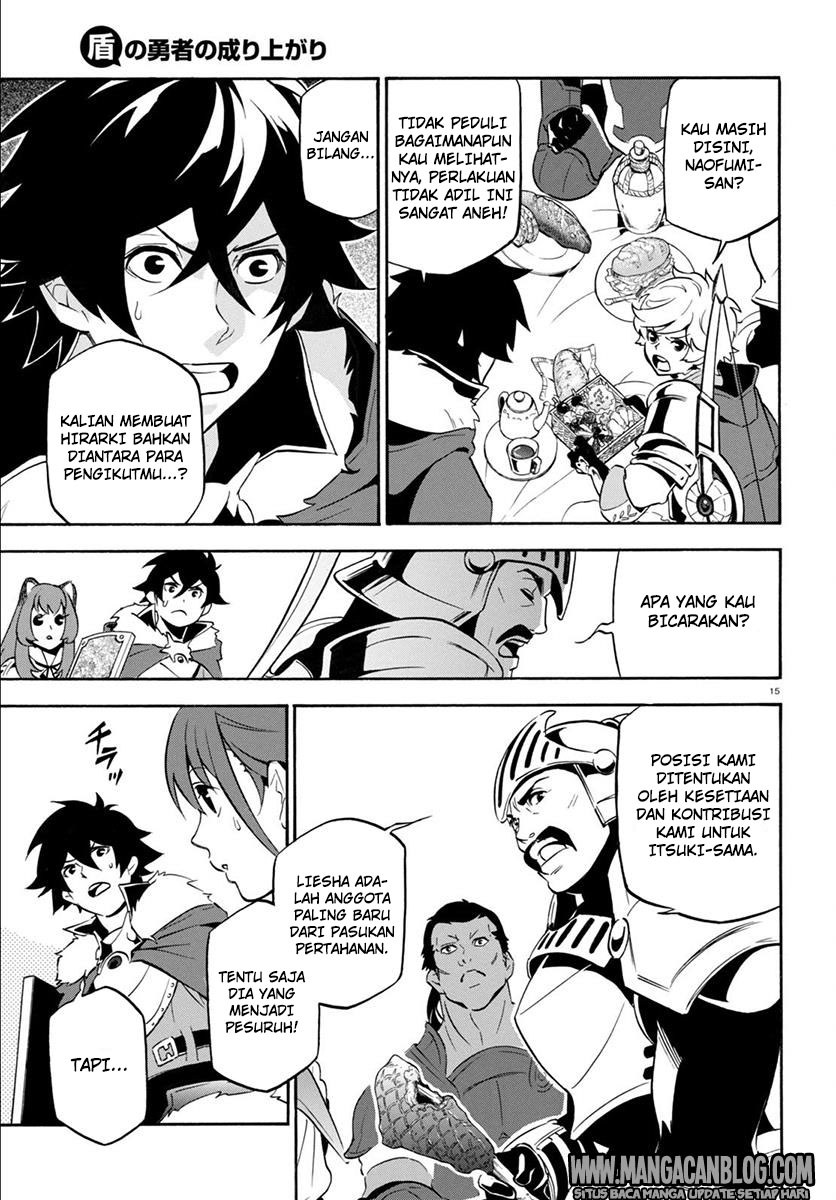 盾の勇者の成り上がり
KAU MASIH
DISINI,
NAOFUMI-
SAN?
TIDAK PEDULI
BAGAIMANAPUN
KAU MELIHAT-
NYA, PERLAKUAN
TIDAK ADIL INI
SANGAT ANEH!
JANGAN
BILANG...
KALIAN MEMBUAT
HIRARKI BAHKAN
DIANTARA PARA
PENGIKUTMU...?
APA YANG KAU
BICARAKAN?
15
POSISI KAMI
DITENTUKAN
OLEH KESETIAAN
DAN KONTRIBUSI
KAMI UNTUK
ITSUKI-SAMA.
LIESHA ADA-
LAH ANGGOTA
PALING BARU
DARI PASUKAN
PERTAHANAN.
TENTU SAJA
DIA YANG
MENJADI
PESURUH!
チラッ
TAPI...
WWW.MANGACANBLOG.COM
SITUS BACA MANGA UPDATE SETIAP HARI